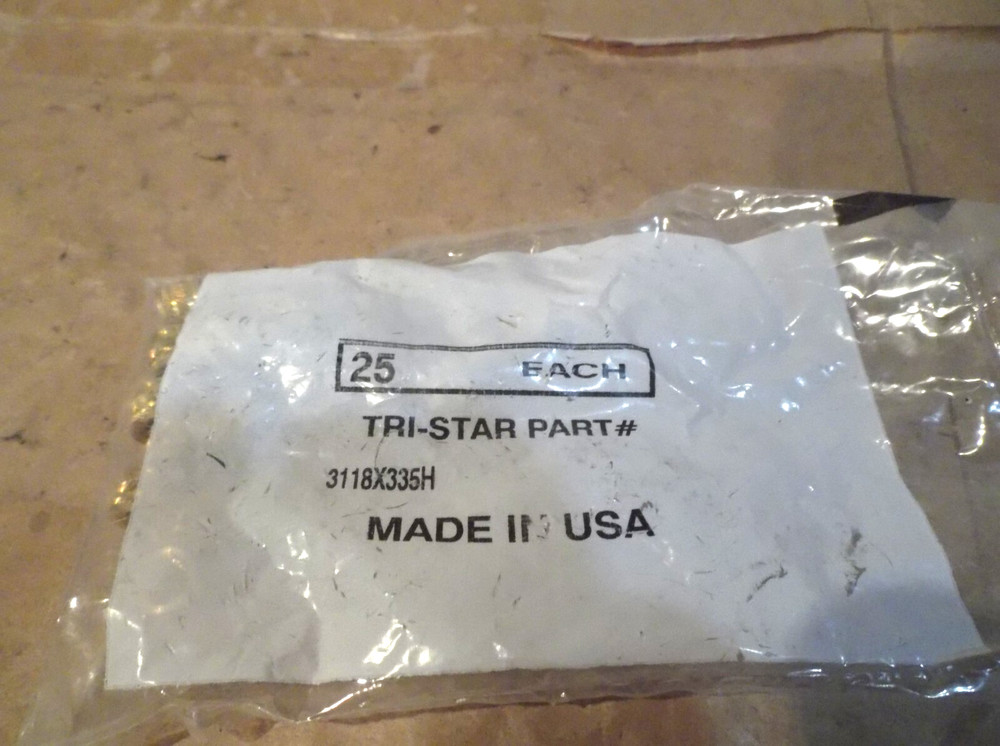 25 EACH
TRI-STAR PART#
3118X335H
MADE IN USA